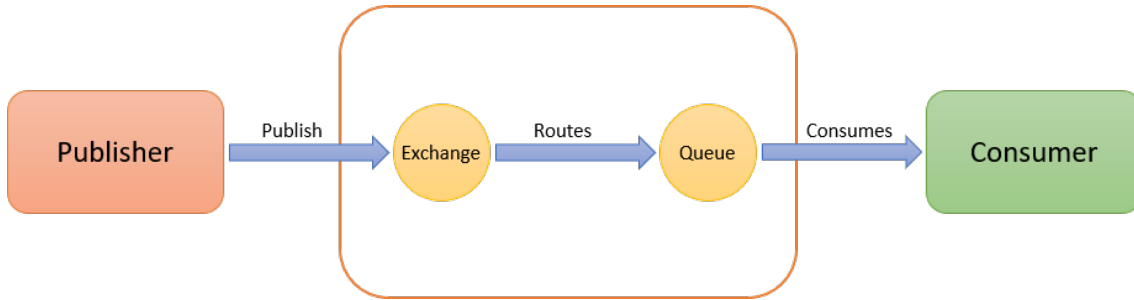 Publisher
Publish
Exchange
Routes
Queue
Consumes
Consumer